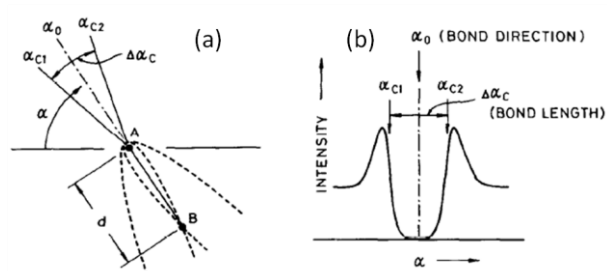 (a)
α₀
αC2
αC1
ΔαC
α
A
B
d
(b)
α₀ (BOND DIRECTION)
αC1
αC2
ΔαC
(BOND LENGTH)
INTENSITY
α